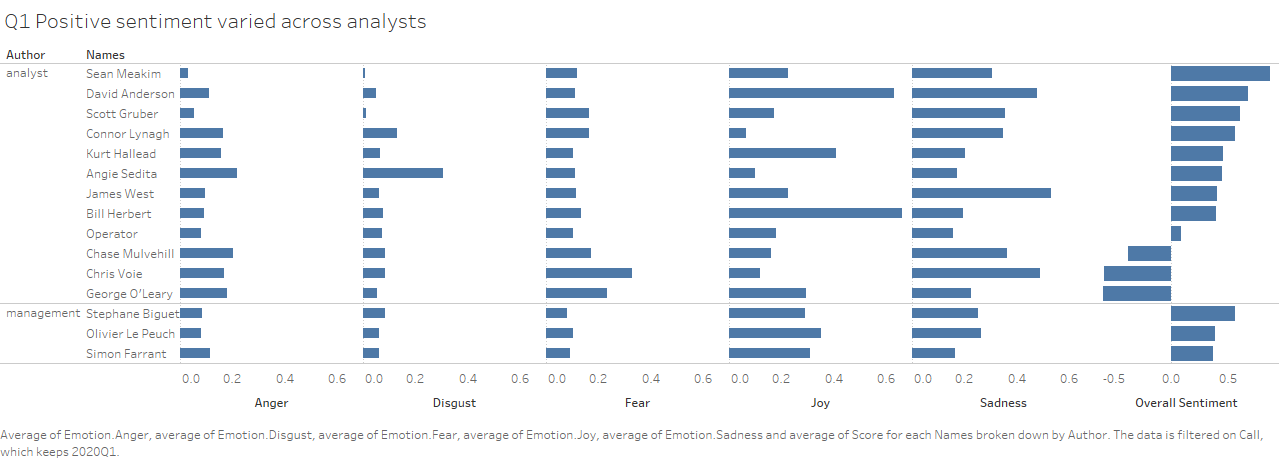 Q1 Positive sentiment varied across analysts
Author Names
analyst Sean Meakim
David Anderson
Scott Gruber
Connor Lynagh
Kurt Hallead
Angie Sedita
James West
Bill Herbert
Operator
Chase Mulvehill
Chris Voie
George O'Leary
management Stephane Biguet
Olivier Le Peuch
Simon Farrant
0.0 0.2 0.4 0.6 0.0 0.2 0.4 0.6 0.0 0.2 0.4 0.6 0.0 0.2 0.4 0.6 0.0 0.2 0.4 0.6 -0.5 0.0 0.5
Anger Disgust Fear Joy Sadness Overall Sentiment
Average of Emotion.Anger, average of Emotion.Disgust, average of Emotion.Fear, average of Emotion.Joy, average of Emotion.Sadness and average of Score for each Names broken down by Author. The data is filtered on Call,
which keeps 2020Q1.